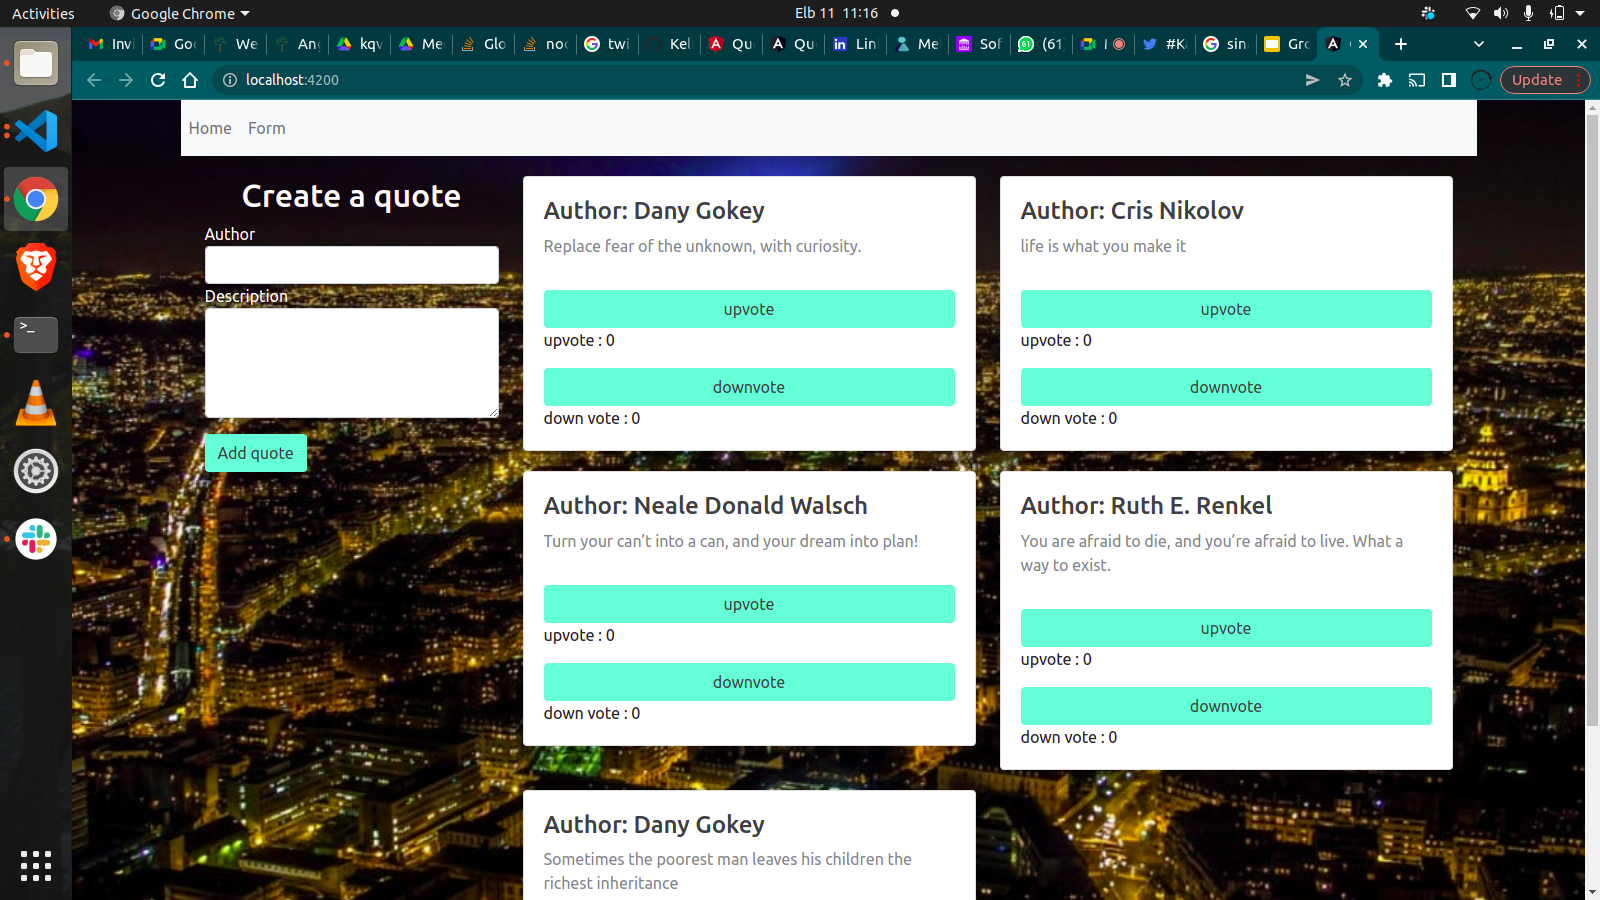 Activities
Google Chrome
Elb 11 11:16
Invi
Goo
We
Ang
kqv
Me
Glo
noo
twi
Kel
Qu
Qu
Lin
Me
Sof
(61
#K
sin
Gro
localhost:4200
Update
Home
Form
Create a quote
Author
Description
Add quote
Author: Dany Gokey
Replace fear of the unknown, with curiosity.
upvote
upvote : 0
downvote
down vote : 0
Author: Cris Nikolov
life is what you make it
upvote
upvote : 0
downvote
down vote : 0
Author: Neale Donald Walsch
Turn your can’t into a can, and your dream into plan!
upvote
upvote : 0
downvote
down vote : 0
Author: Ruth E. Renkel
You are afraid to die, and you’re afraid to live. What a
way to exist.
upvote
upvote : 0
downvote
down vote : 0
Author: Dany Gokey
Sometimes the poorest man leaves his children the
richest inheritance